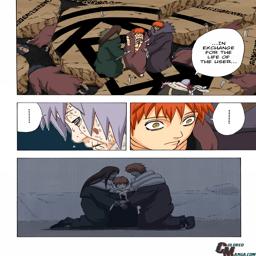 ...IN
EXCHANGE
FOR THE
LIFE OF
THE USER...
.......
.......
COLORED
MANGA.COM